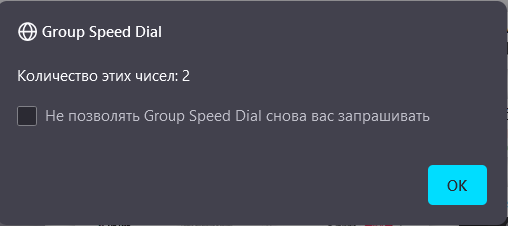 Group Speed Dial
Количество этих чисел: 2
Не позволять Group Speed Dial снова вас запрашивать
OK